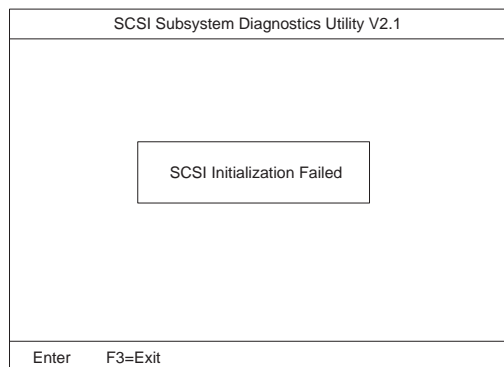 SCSI Subsystem Diagnostics Utility V2.1
SCSI Initialization Failed
Enter F3=Exit